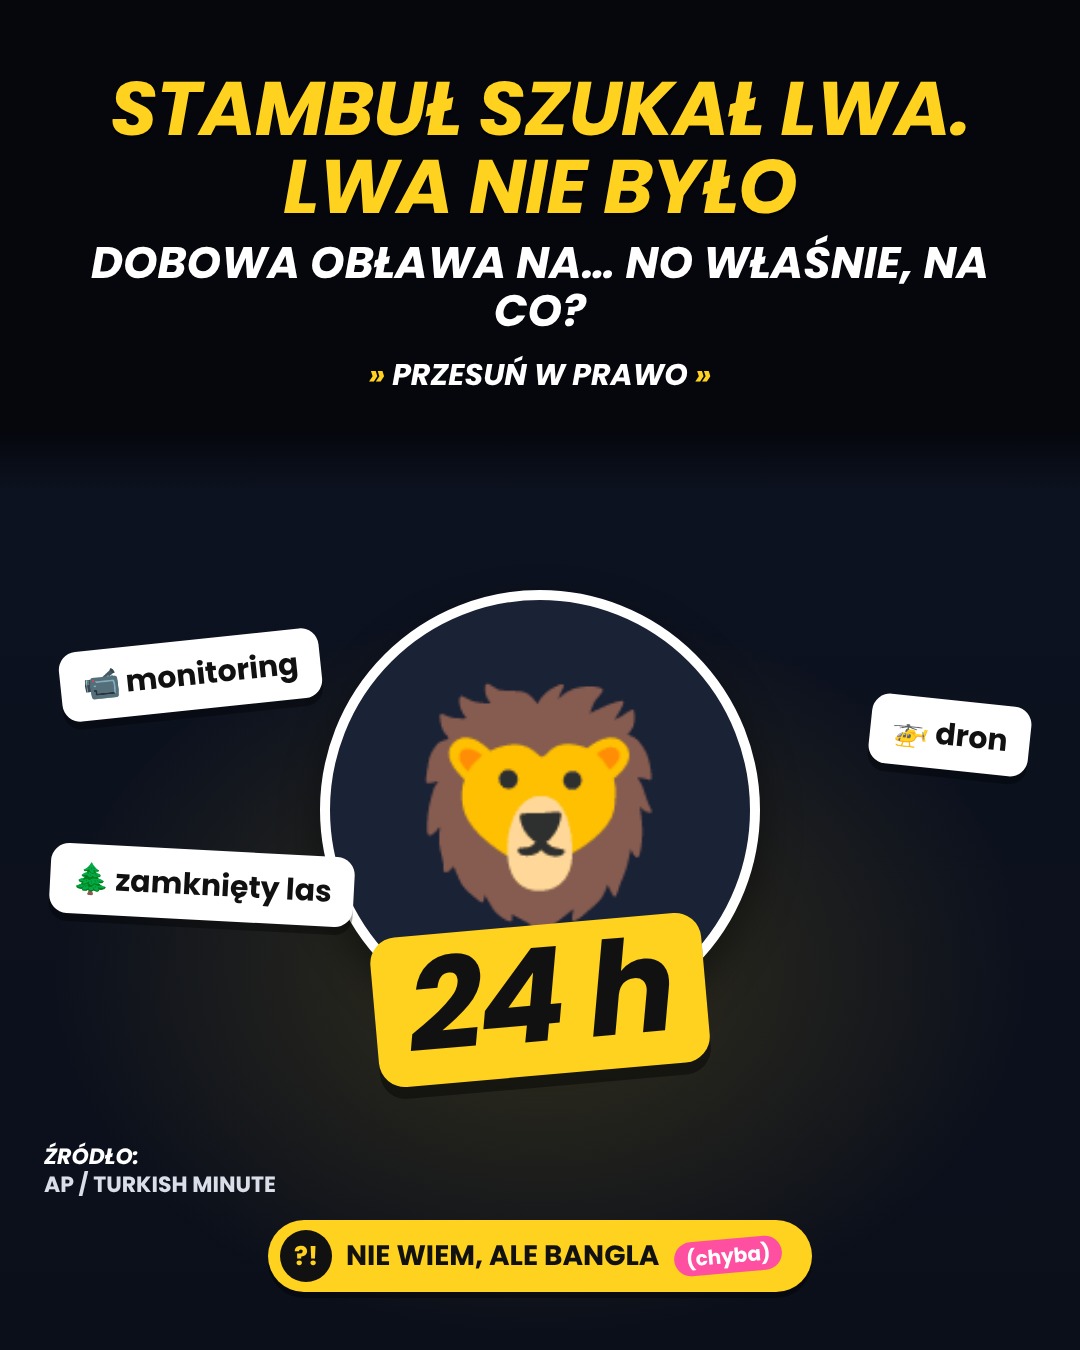 STAMBUŁ SZUKAŁ LWA.
LWA NIE BYŁO
DOBOWA OBŁAWA NA... NO WŁAŚNIE, NA
CO?
» PRZESUŃ W PRAWO »
monitoring
dron
zamknięty las
24 h
ŹRÓDŁO:
AP / TURKISH MINUTE
?! NIE WIEM, ALE BANGLA (chyba)